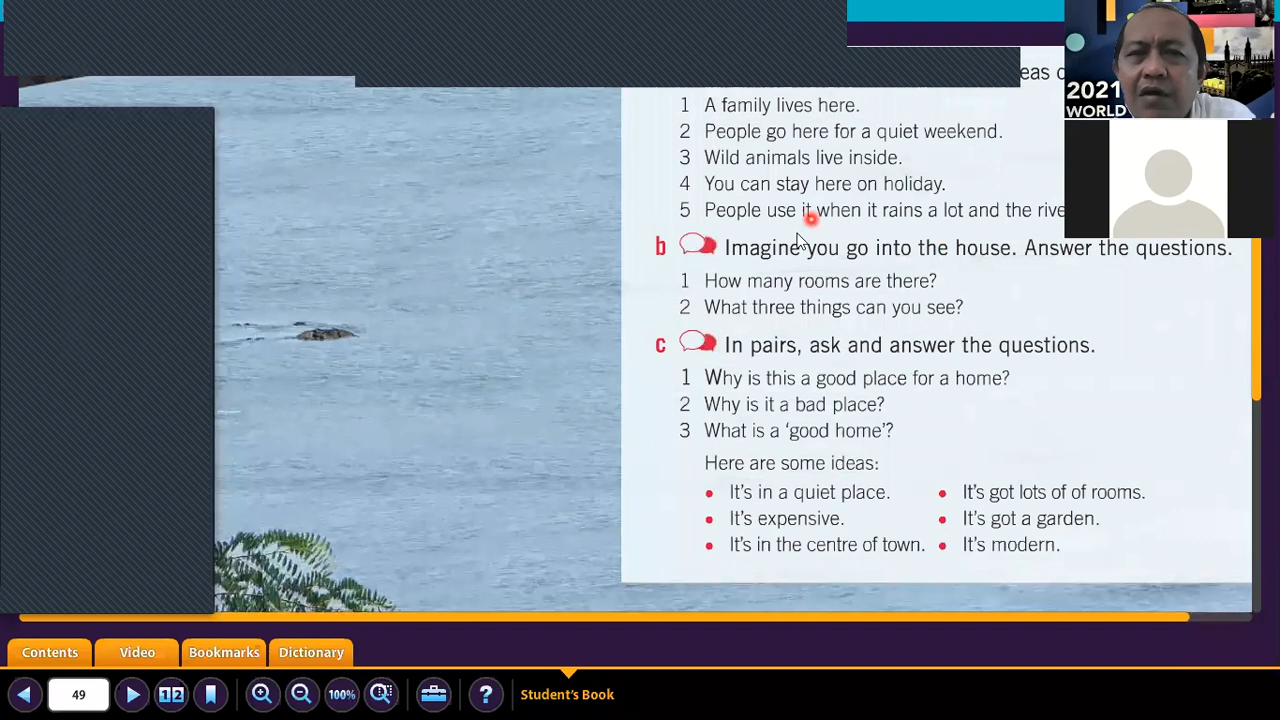 eas
2021
WORLD
1 A family lives here.
2 People go here for a quiet weekend.
3 Wild animals live inside.
4 You can stay here on holiday.
5 People use it when it rains a lot and the rive
b Imagine you go into the house. Answer the questions.
1 How many rooms are there?
2 What three things can you see?
c In pairs, ask and answer the questions.
1 Why is this a good place for a home?
2 Why is it a bad place?
3 What is a ‘good home’?
Here are some ideas:
• It's in a quiet place.
• It's expensive.
• It's in the centre of town.
• It's got lots of of rooms.
• It's got a garden.
• It's modern.
Contents Video Bookmarks Dictionary
49 12 100% ? Student's Book